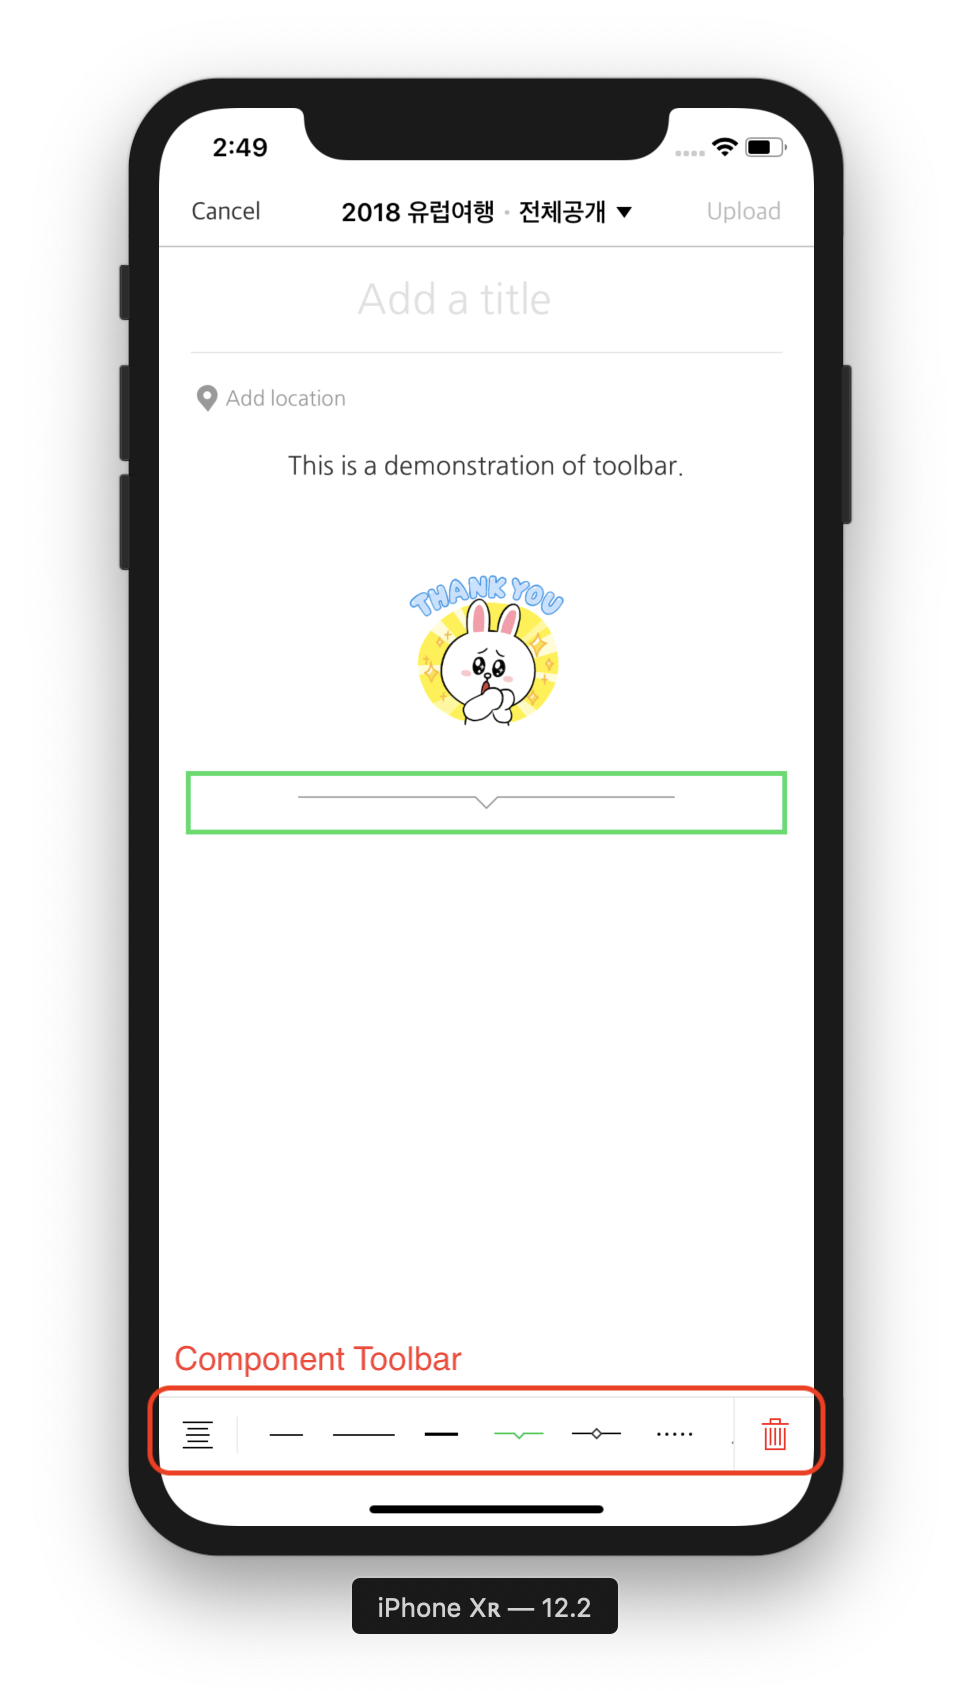 2:49
Cancel 2018 유럽여행 · 전체공개 ▼ Upload
Add a title
Add location
This is a demonstration of toolbar.
THANK YOU
Component Toolbar
iPhone Xʀ — 12.2